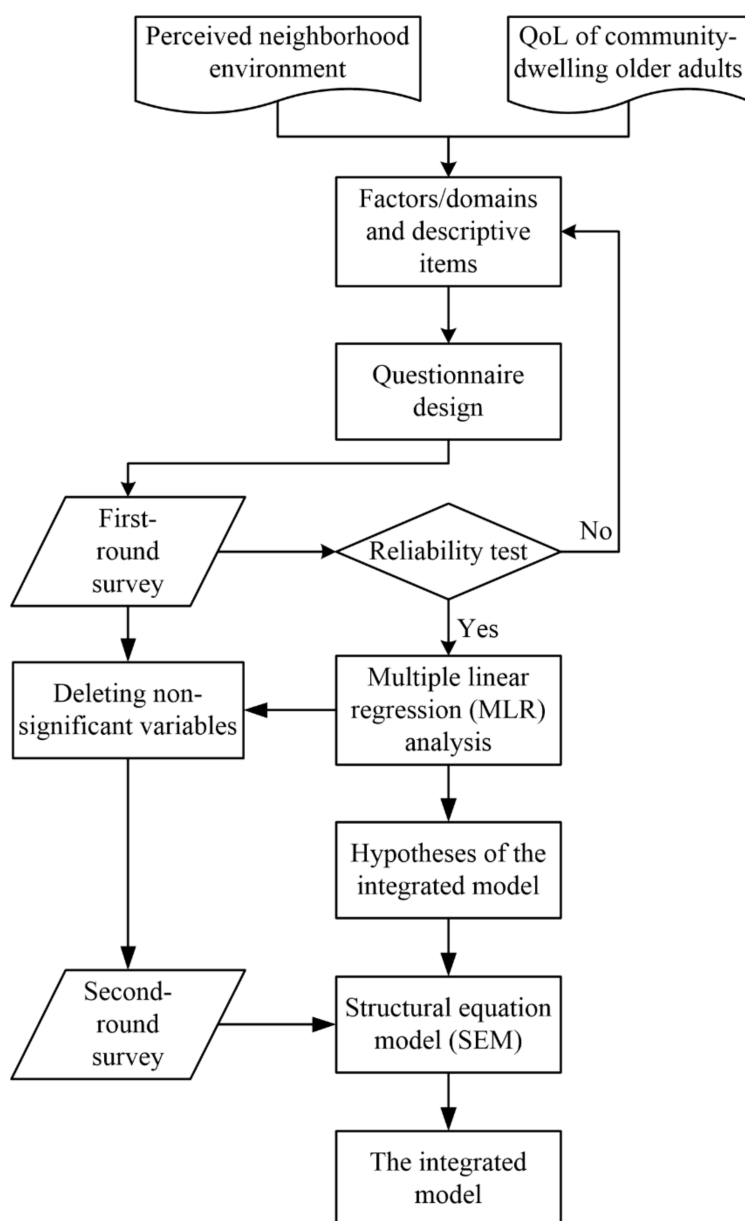 Perceived neighborhood
environment
QoL of community-
dwelling older adults
Factors/domains
and descriptive
items
Questionnaire
design
First-
round
survey
Reliability test
No
Yes
Deleting non-
significant variables
Multiple linear
regression (MLR)
analysis
Hypotheses of the
integrated model
Second-
round
survey
Structural equation
model (SEM)
The integrated
model